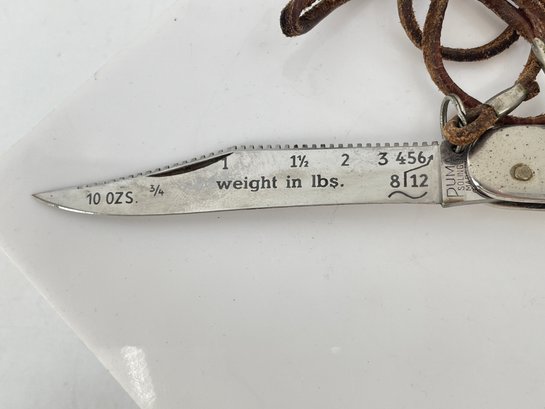 1 1½ 2 3 456
10 OZS. ¾ weight in lbs. 8 12
PUMA